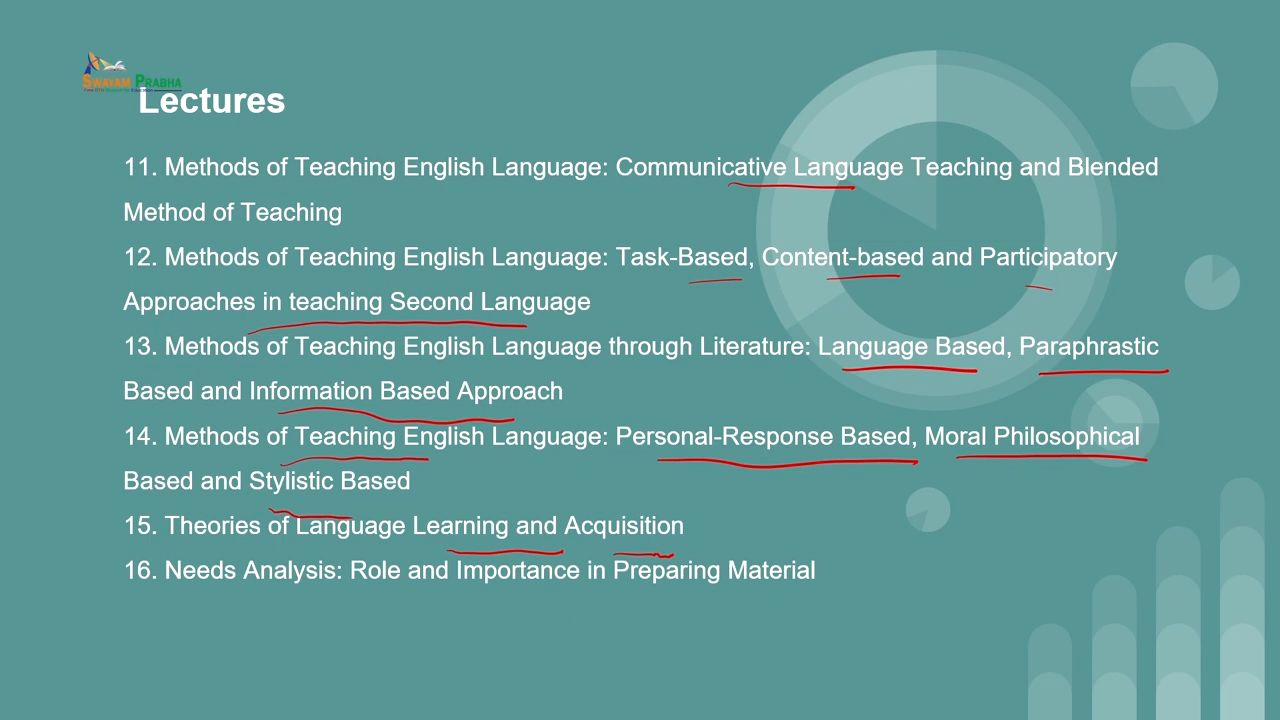 SWAYAM PRABHA
Lectures
11. Methods of Teaching English Language: Communicative Language Teaching and Blended
Method of Teaching
12. Methods of Teaching English Language: Task-Based, Content-based and Participatory
Approaches in teaching Second Language
13. Methods of Teaching English Language through Literature: Language Based, Paraphrastic
Based and Information Based Approach
14. Methods of Teaching English Language: Personal-Response Based, Moral Philosophical
Based and Stylistic Based
15. Theories of Language Learning and Acquisition
16. Needs Analysis: Role and Importance in Preparing Material